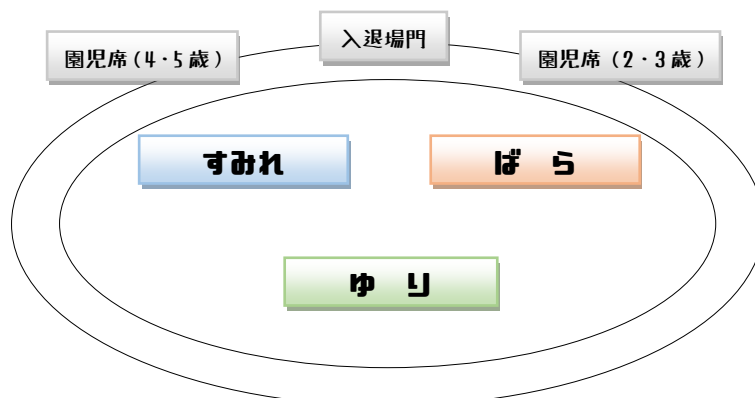 入退場門
園児席(4・5歳)
園児席(2・3歳)
すみれ
ばら
ゆり